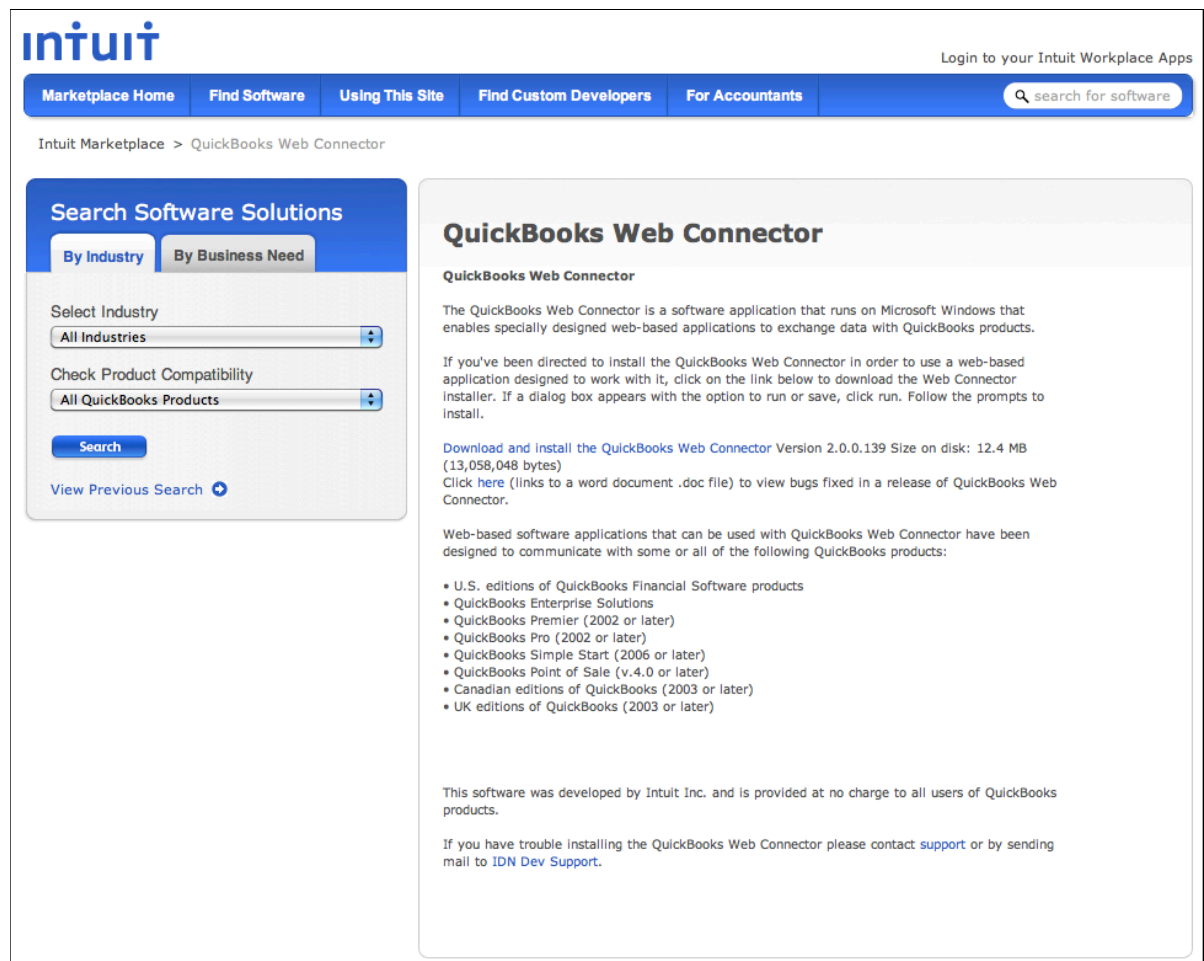 intuit
Login to your Intuit Workplace Apps
Marketplace Home Find Software Using This Site Find Custom Developers For Accountants search for software
Intuit Marketplace > QuickBooks Web Connector
Search Software Solutions
By Industry By Business Need
Select Industry
All Industries
Check Product Compatibility
All QuickBooks Products
Search
View Previous Search
QuickBooks Web Connector
QuickBooks Web Connector
The QuickBooks Web Connector is a software application that runs on Microsoft Windows that
enables specially designed web-based applications to exchange data with QuickBooks products.
If you've been directed to install the QuickBooks Web Connector in order to use a web-based
application designed to work with it, click on the link below to download the Web Connector
installer. If a dialog box appears with the option to run or save, click run. Follow the prompts to
install.
Download and install the QuickBooks Web Connector Version 2.0.0.139 Size on disk: 12.4 MB
(13,058,048 bytes)
Click here (links to a word document .doc file) to view bugs fixed in a release of QuickBooks Web
Connector.
Web-based software applications that can be used with QuickBooks Web Connector have been
designed to communicate with some or all of the following QuickBooks products:
• U.S. editions of QuickBooks Financial Software products
• QuickBooks Enterprise Solutions
• QuickBooks Premier (2002 or later)
• QuickBooks Pro (2002 or later)
• QuickBooks Simple Start (2006 or later)
• QuickBooks Point of Sale (v.4.0 or later)
• Canadian editions of QuickBooks (2003 or later)
• UK editions of QuickBooks (2003 or later)
This software was developed by Intuit Inc. and is provided at no charge to all users of QuickBooks
products.
If you have trouble installing the QuickBooks Web Connector please contact support or by sending
mail to IDN Dev Support.